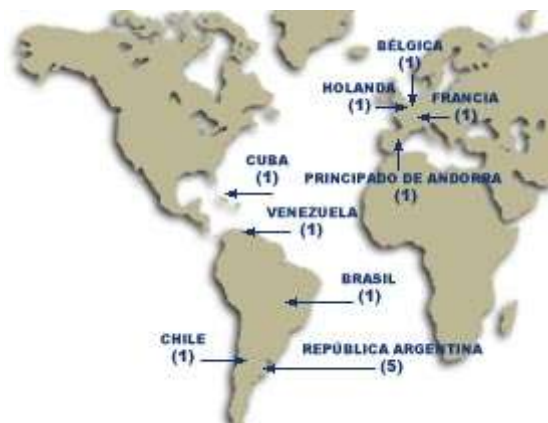 BÉLGICA
(1)
HOLANDA
(1)
FRANCIA
(1)
CUBA
(1)
PRINCIPADO DE ANDORRA
(1)
VENEZUELA
(1)
BRASIL
(1)
CHILE
(1)
REPÚBLICA ARGENTINA
(5)